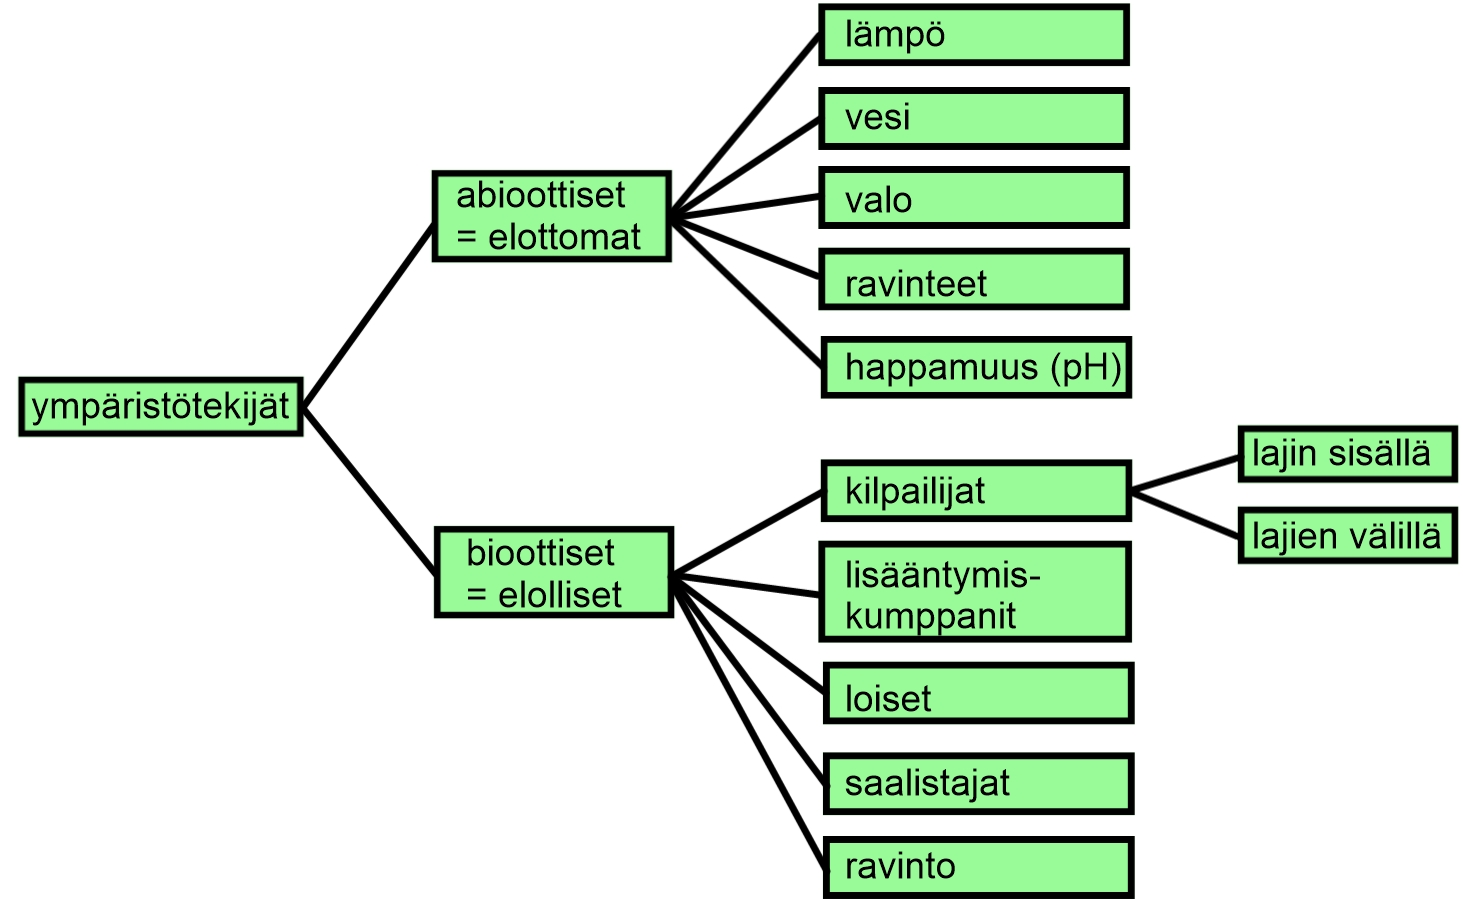 ympäristötekijät
abioottiset
= elottomat
lämpö
vesi
valo
ravinteet
happamuus (pH)
bioottiset
= elolliset
kilpailijat
lajin sisällä
lajien välillä
lisääntymis-
kumppanit
loiset
saalistajat
ravinto